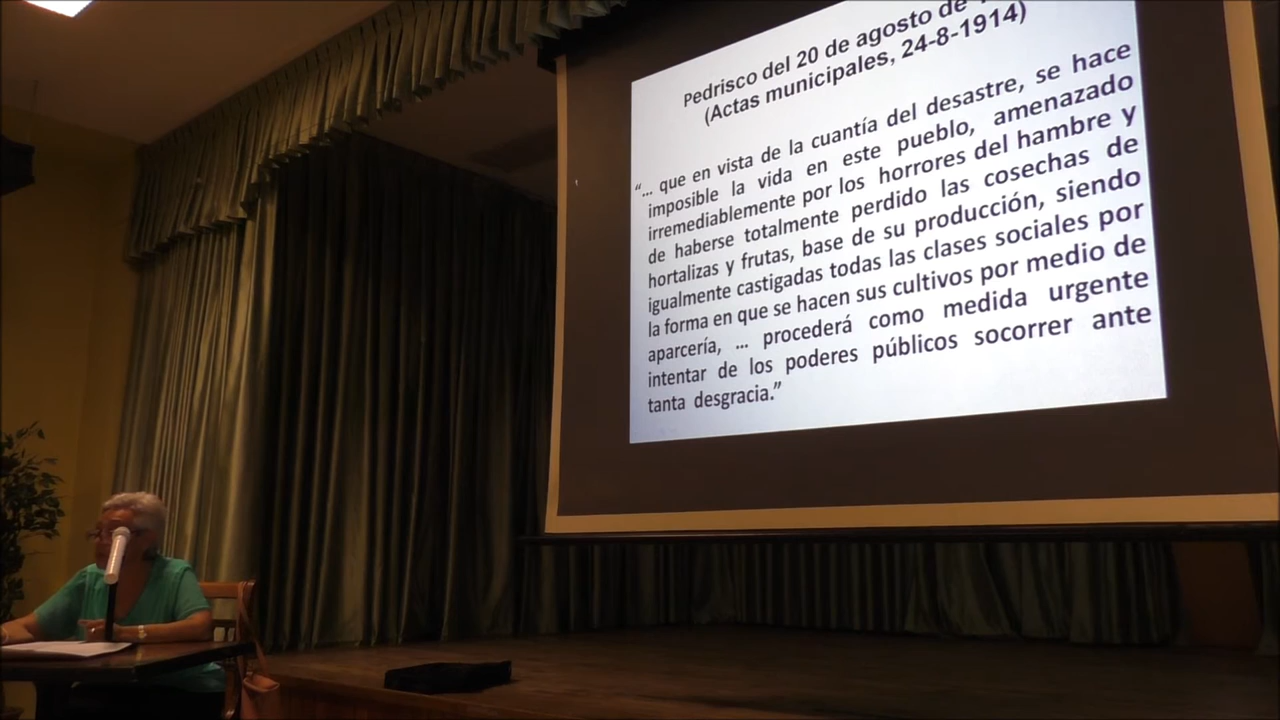 Pedrisco del 20 de agosto de
(Actas municipales, 24-8-1914)
“... que en vista de la cuantía del desastre, se hace
imposible la vida en este pueblo, amenazado
irremediablemente por los horrores del hambre y
de haberse totalmente perdido las cosechas de
hortalizas y frutas, base de su producción, siendo
igualmente castigadas todas las clases sociales por
la forma en que se hacen sus cultivos por medio de
aparcería, ... procederá como medida urgente
intentar de los poderes públicos socorrer ante
tanta desgracia.”